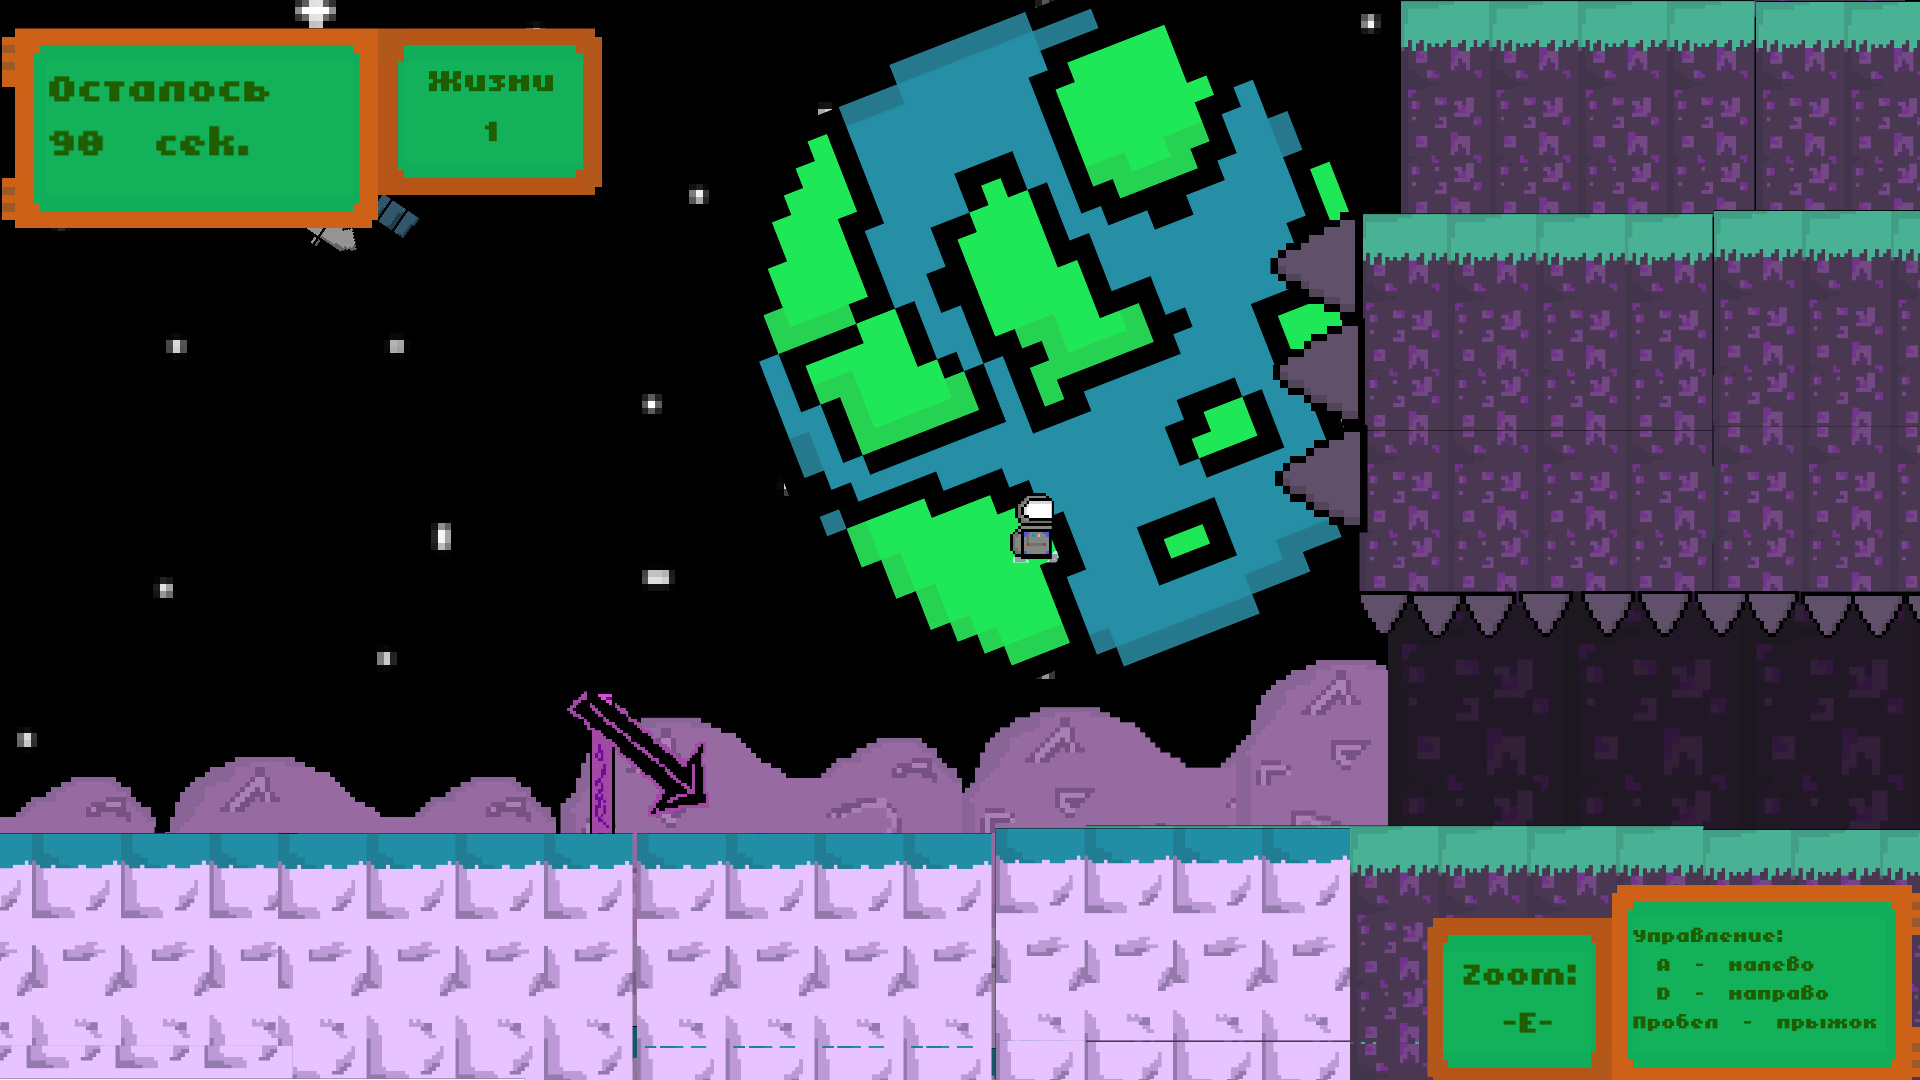 Осталось
90 сек.
Жизни
1
Zoom:
-E-
Управление:
A - налево
D - направо
Пробел - прыжок